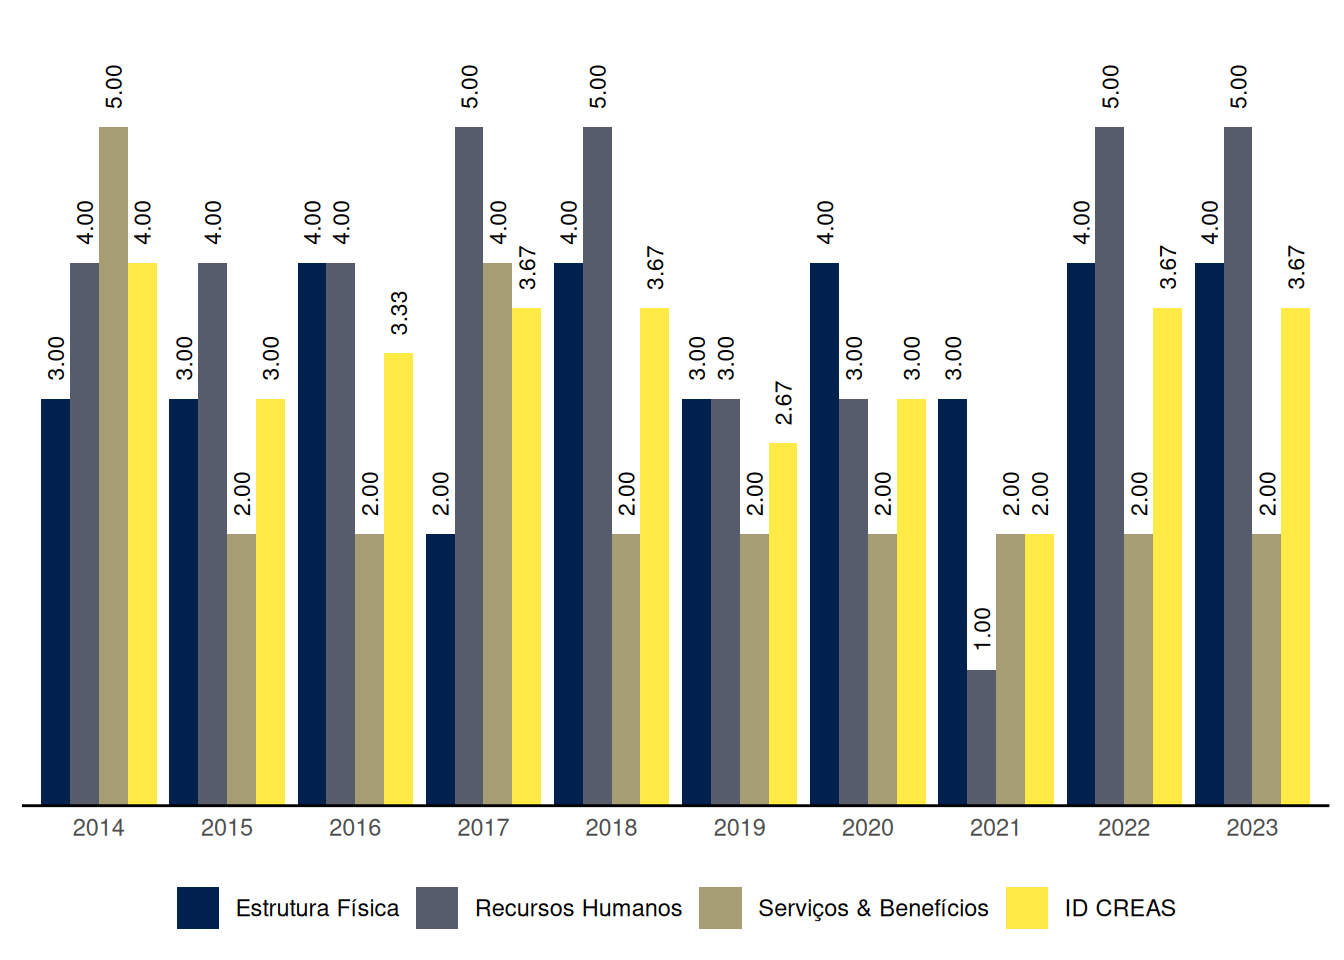 5.00 5.00 5.00 5.00 5.00
4.00 4.00 4.00 4.00 4.00 4.00 4.00 4.00 4.00 4.00
3.67 3.67 3.67 3.67
3.33
3.00 3.00 3.00 3.00 3.00 3.00 3.00 3.00
2.67
2.00 2.00 2.00 2.00 2.00 2.00 2.00 2.00 2.00 2.00
1.00
2014 2015 2016 2017 2018 2019 2020 2021 2022 2023
Estrutura Física Recursos Humanos Serviços & Benefícios ID CREAS